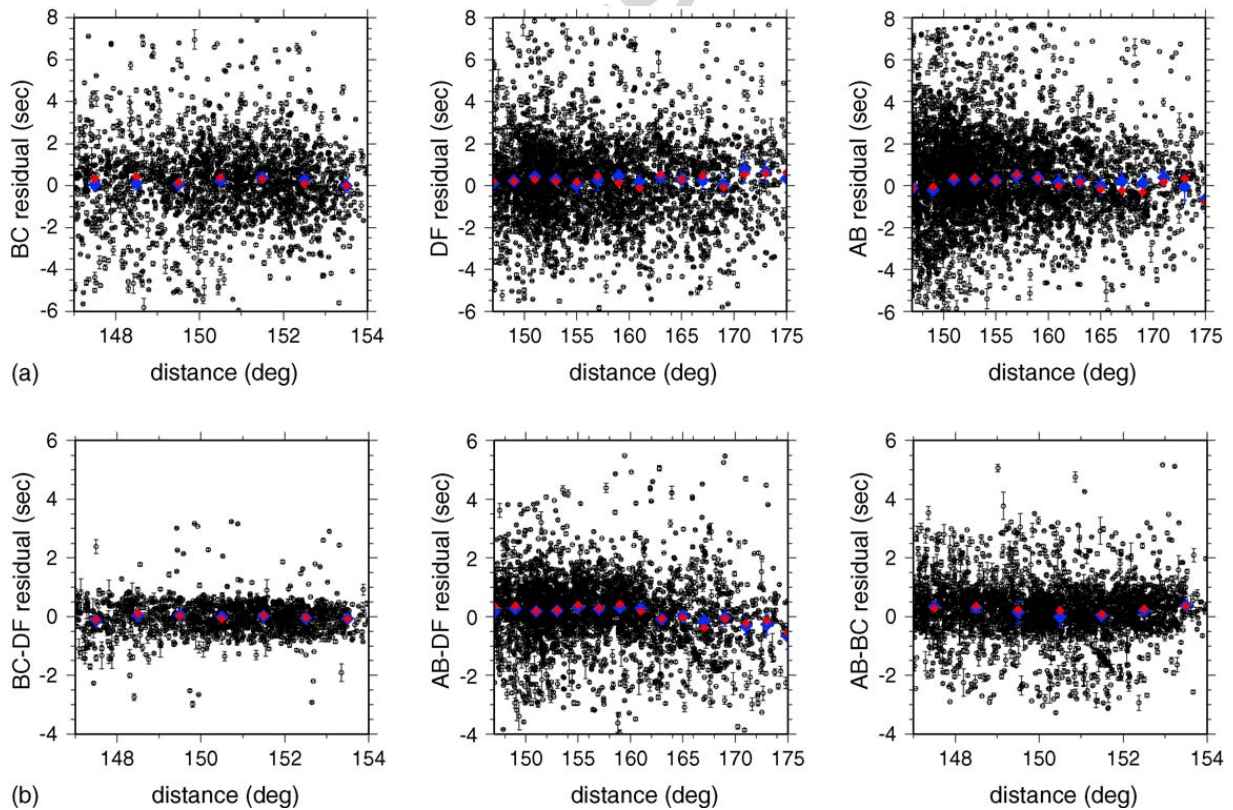 8
6
4
2
0
-2
-4
-6
BC residual (sec)
148 150 152 154
distance (deg)
8
6
4
2
0
-2
-4
-6
DF residual (sec)
150 155 160 165 170 175
distance (deg)
8
6
4
2
0
-2
-4
-6
AB residual (sec)
150 155 160 165 170 175
distance (deg)
(a)
6
4
2
0
-2
-4
BC-DF residual (sec)
148 150 152 154
distance (deg)
6
4
2
0
-2
-4
AB-DF residual (sec)
150 155 160 165 170 175
distance (deg)
6
4
2
0
-2
-4
AB-BC residual (sec)
148 150 152 154
distance (deg)
(b)